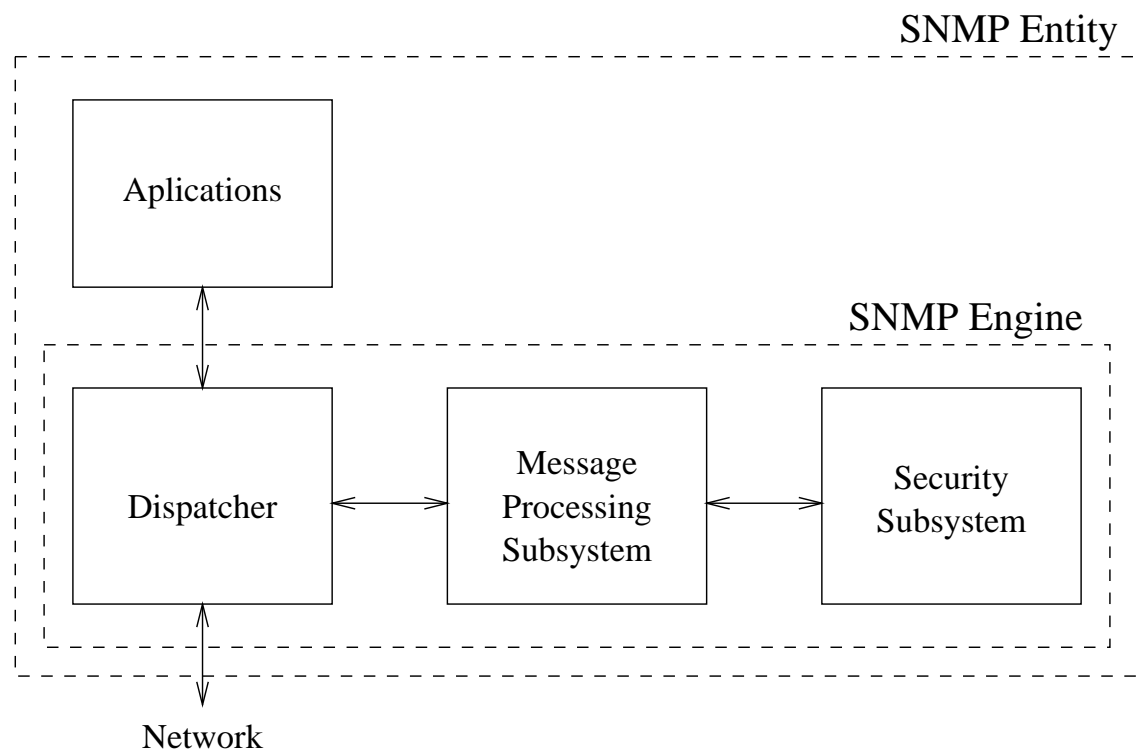 SNMP Entity
Aplications
SNMP Engine
Dispatcher
Message
Processing
Subsystem
Security
Subsystem
Network